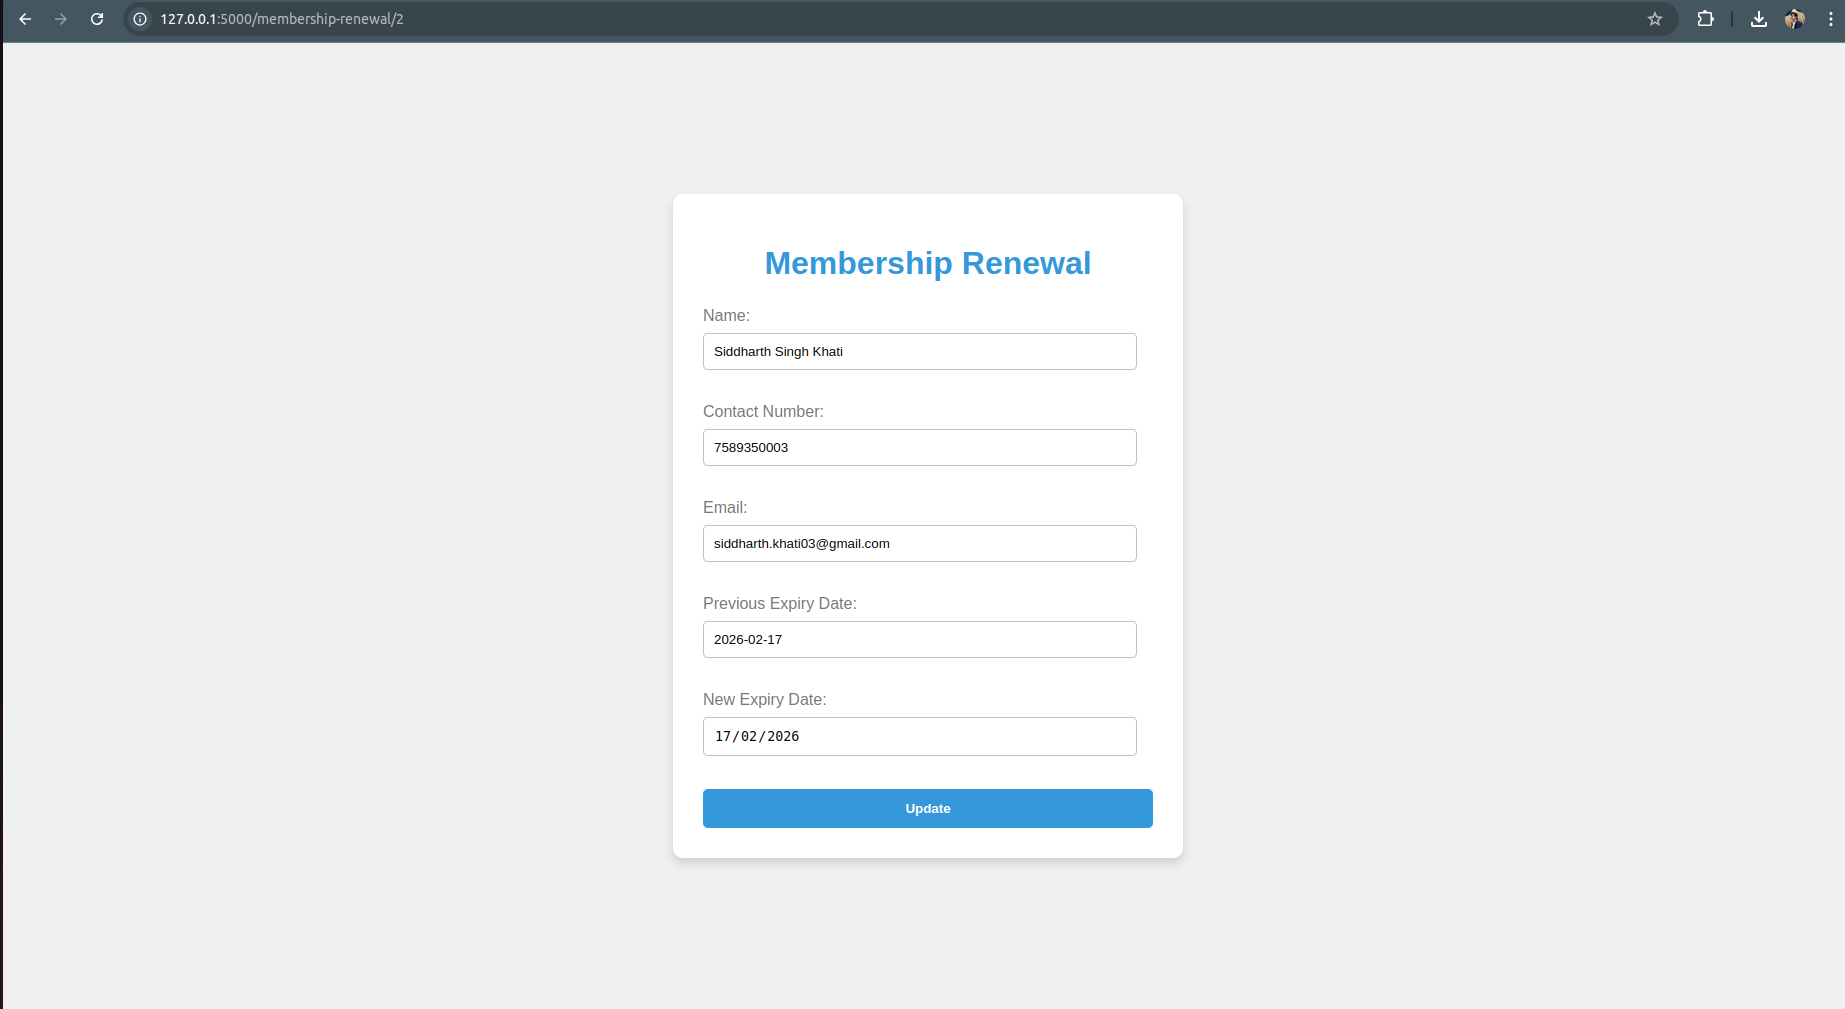 127.0.0.1:5000/membership-renewal/2
Membership Renewal
Name:
Siddharth Singh Khati
Contact Number:
7589350003
Email:
siddharth.khati03@gmail.com
Previous Expiry Date:
2026-02-17
New Expiry Date:
17/02/2026
Update